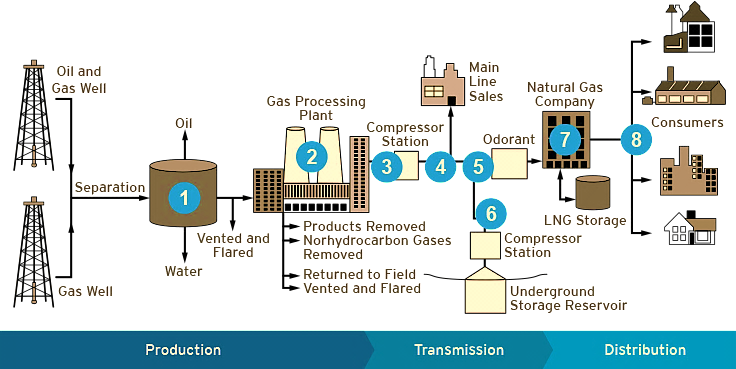 Oil and
Gas Well
Gas Well
Separation
Oil
1
Water
Vented and
Flared
Gas Processing
Plant
2
Products Removed
Norhydrocarbon Gases
Removed
Returned to Field
Vented and Flared
Compressor
Station
3
4
Main
Line
Sales
5
Odorant
6
Compressor
Station
Underground
Storage Reservoir
Natural Gas
Company
7
LNG Storage
8
Consumers
Production
Transmission
Distribution